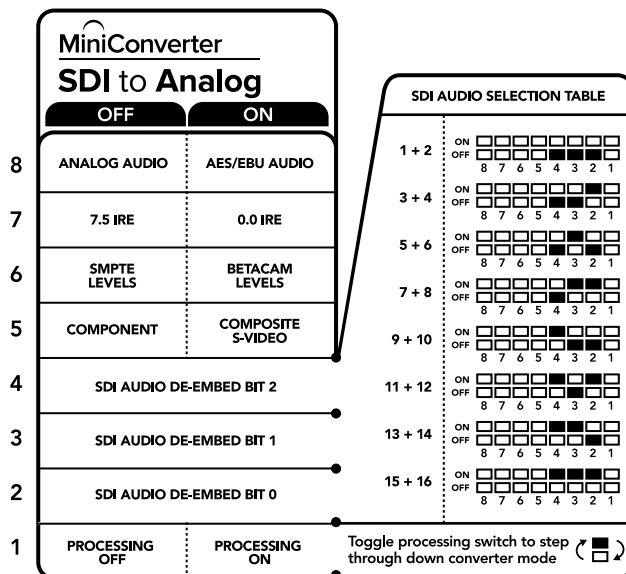 MiniConverter
SDI to Analog
OFF ON
8 ANALOG AUDIO AES/EBU AUDIO
7 7.5 IRE 0.0 IRE
6 SMPTE LEVELS BETACAM LEVELS
5 COMPONENT COMPOSITE S-VIDEO
4 SDI AUDIO DE-EMBED BIT 2
3 SDI AUDIO DE-EMBED BIT 1
2 SDI AUDIO DE-EMBED BIT 0
1 PROCESSING OFF PROCESSING ON
SDI AUDIO SELECTION TABLE
1 + 2
ON
OFF
8 7 6 5 4 3 2 1
3 + 4
ON
OFF
8 7 6 5 4 3 2 1
5 + 6
ON
OFF
8 7 6 5 4 3 2 1
7 + 8
ON
OFF
8 7 6 5 4 3 2 1
9 + 10
ON
OFF
8 7 6 5 4 3 2 1
11 + 12
ON
OFF
8 7 6 5 4 3 2 1
13 + 14
ON
OFF
8 7 6 5 4 3 2 1
15 + 16
ON
OFF
8 7 6 5 4 3 2 1
Toggle processing switch to step
through down converter mode